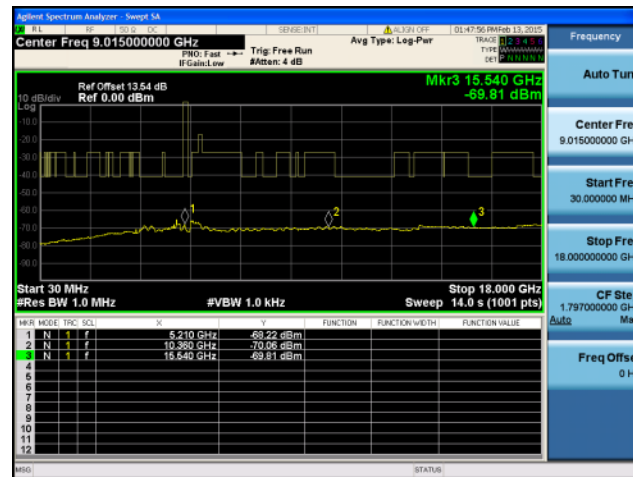 Agilent Spectrum Analyzer - Swept SA
RL RF 50 Ω DC SENSE:INT ALIGN OFF 01:47:56 PM Feb 13, 2015
Center Freq 9.015000000 GHz
PNO: Fast
IFGain:Low
Trig: Free Run
#Atten: 4 dB
Avg Type: Log-Pwr
TRACE 1 2 3 4 5 6
TYPE
DET P N N N N N
Mkr3 15.540 GHz
-69.81 dBm
Ref Offset 13.54 dB
10 dB/div Ref 0.00 dBm
Log
-10.0
-20.0
-30.0
-40.0
-50.0
-60.0
-70.0
-80.0
-90.0
1
2
3
Start 30 MHz Stop 18.000 GHz
#Res BW 1.0 MHz #VBW 1.0 kHz Sweep 14.0 s (1001 pts)
MKR MODE TRC SCL X Y FUNCTION FUNCTION WIDTH FUNCTION VALUE
1 N 1 f 5.210 GHz -68.22 dBm
2 N 1 f 10.360 GHz -70.06 dBm
3 N 1 f 15.540 GHz -69.81 dBm
4
5
6
7
8
9
10
11
12
MSG STATUS
Frequency
Auto Tun
Center Fre
9.015000000 GH
Start Fre
30.000000 MH
Stop Fre
18.000000000 GH
CF Ste
1.797000000 GH
Auto Ma
Freq Offse
0 H